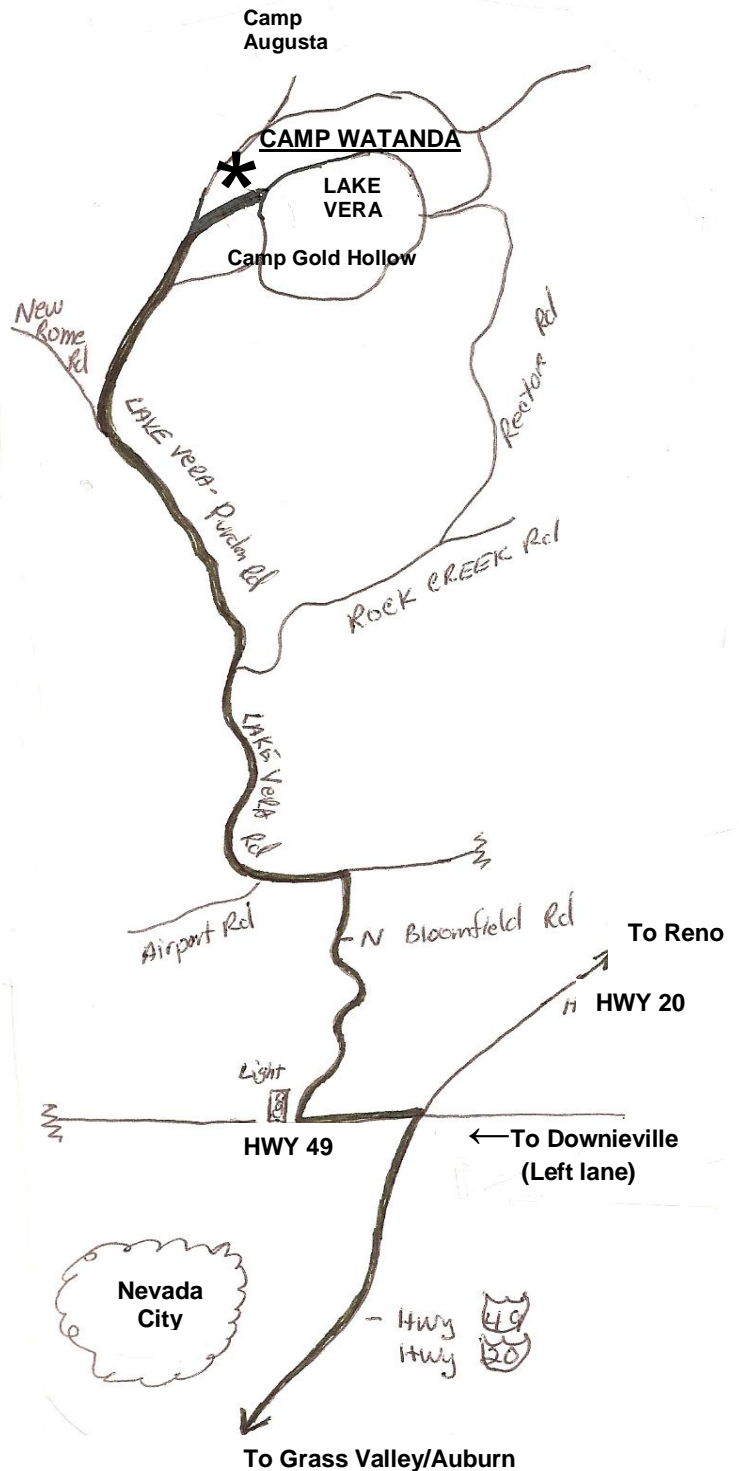 Camp
Augusta
CAMP WATANDA
LAKE
VERA
Camp Gold Hollow
New
Rome
Rd
LAKE VERA-
Purdon Rd
Rector Rd
ROCK CREEK Rd
LAKE VERA
Rd
Airport Rd
N Bloomfield Rd
To Reno
H HWY 20
Light
HWY 49
←To Downieville
(Left lane)
Nevada
City
- Hwy 49
Hwy 20
To Grass Valley/Auburn